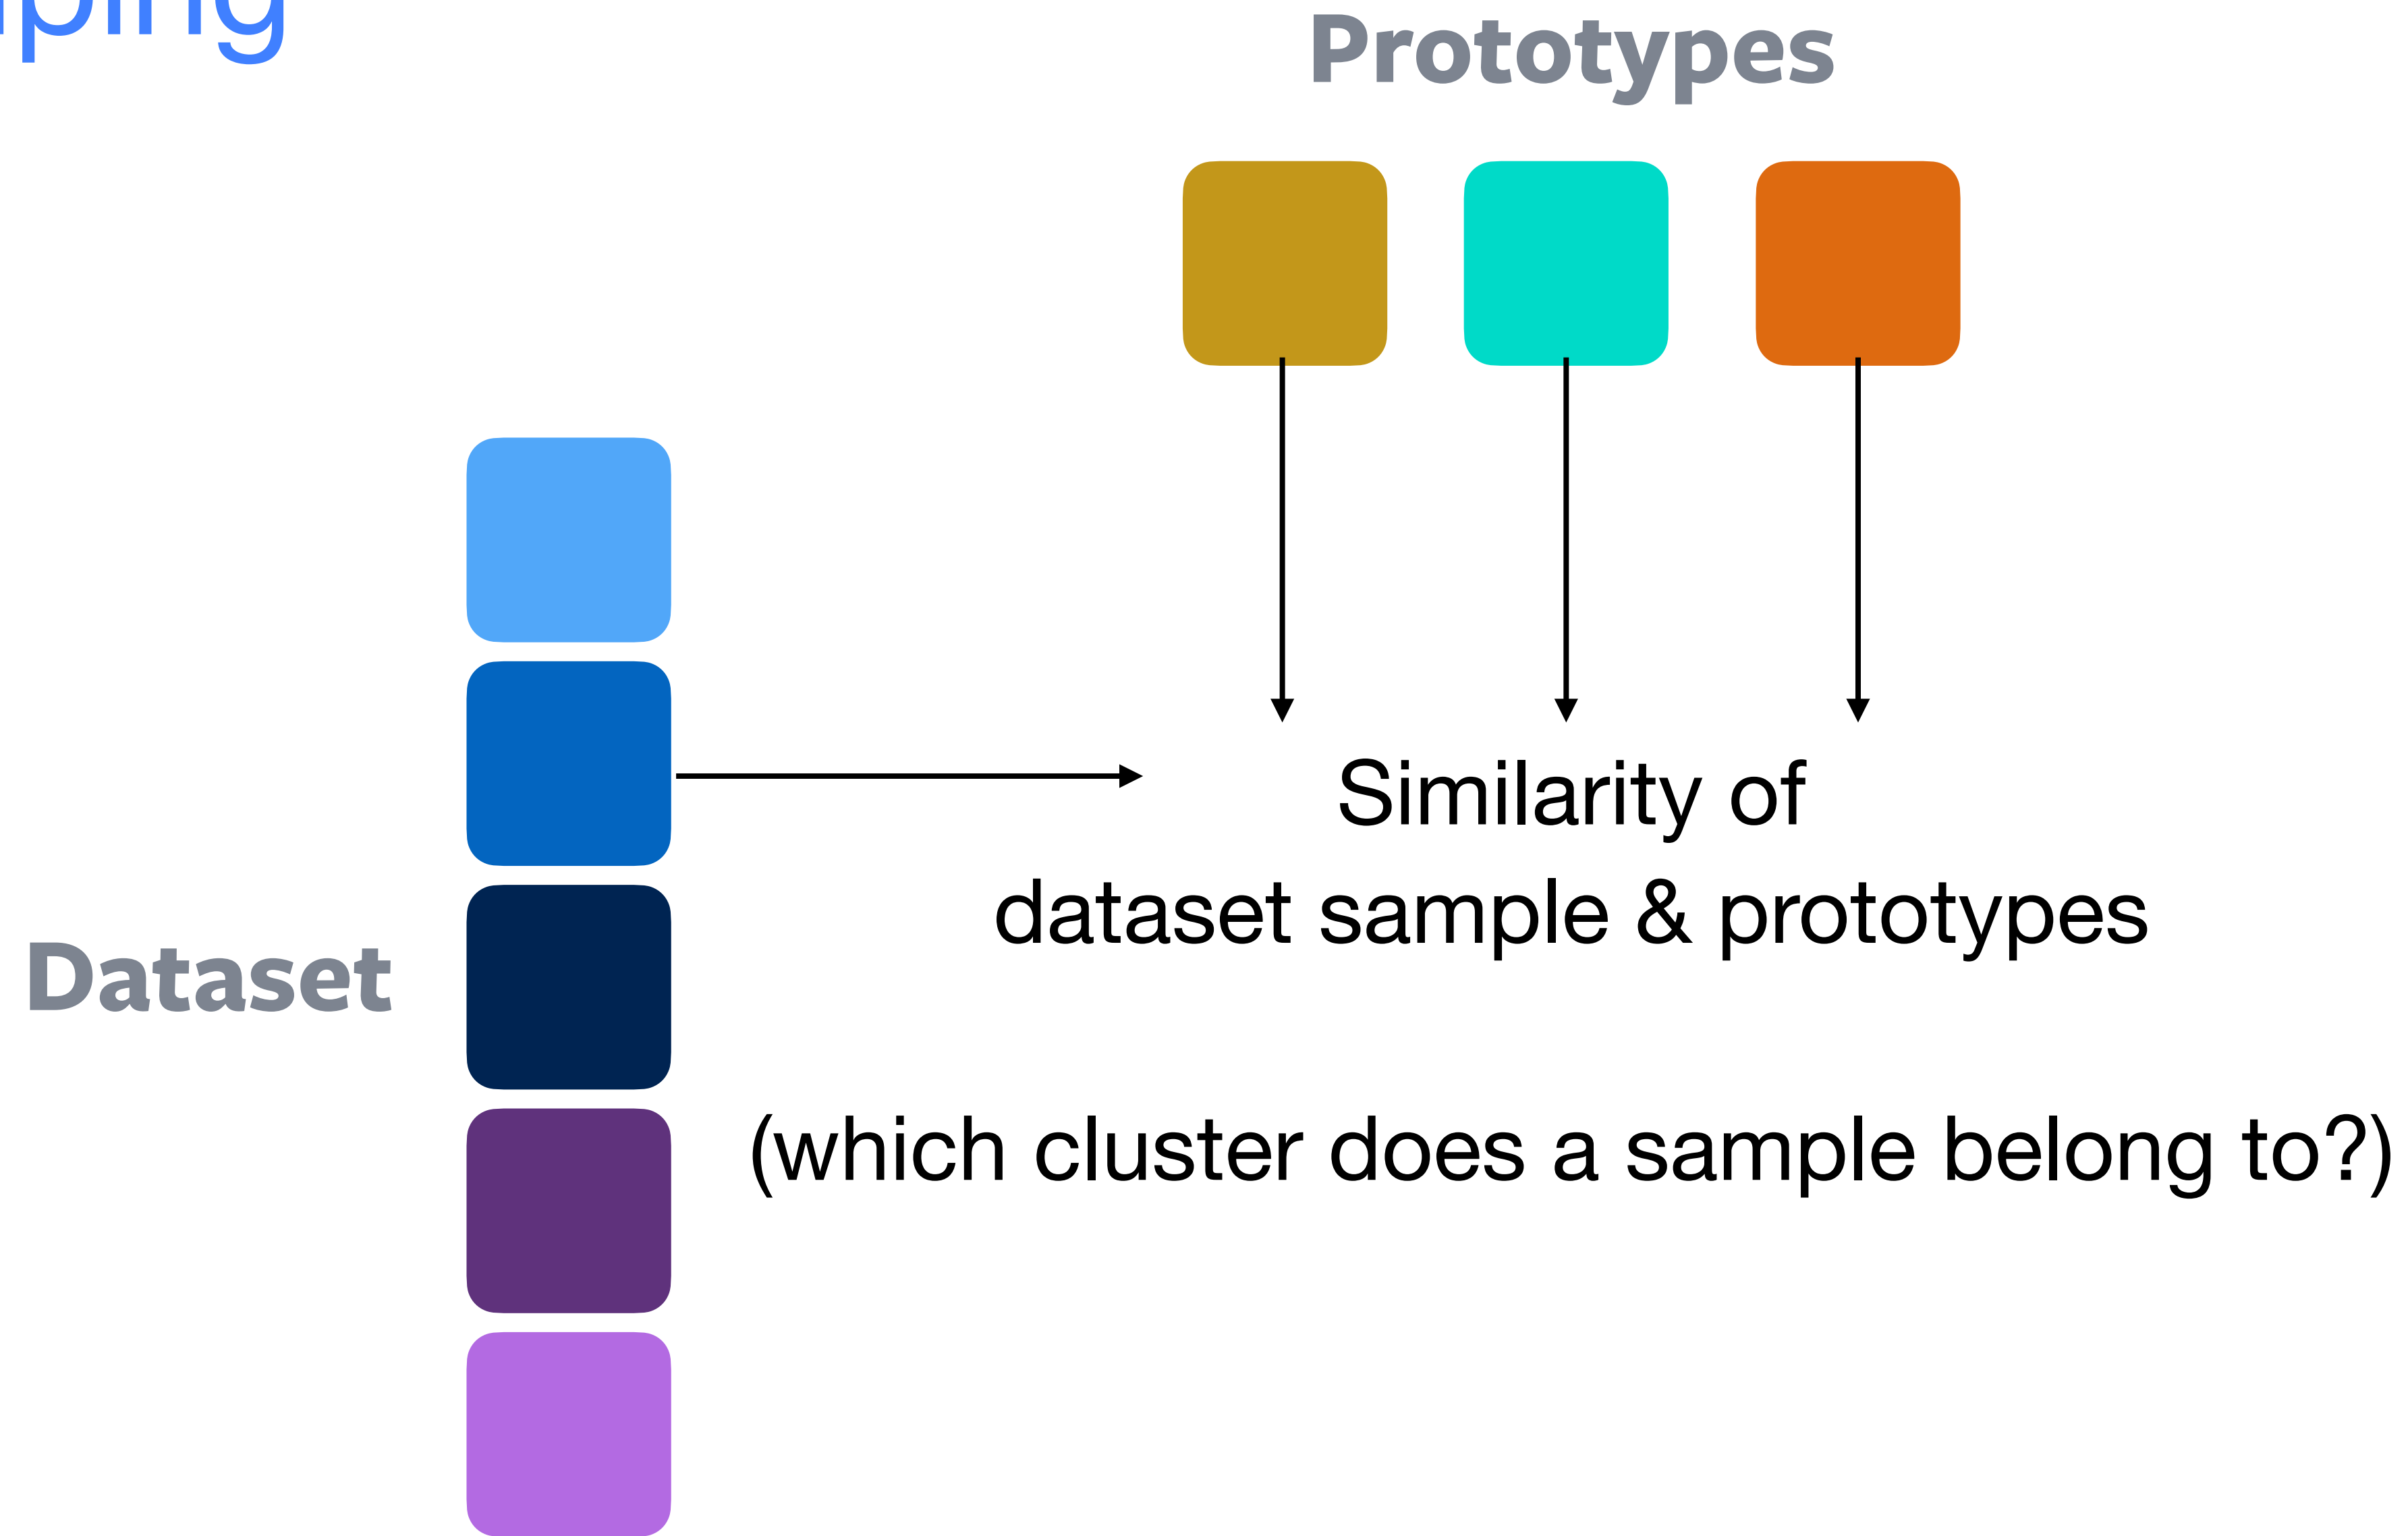 Prototypes
Similarity of
dataset sample & prototypes
Dataset
(which cluster does a sample belong to?)